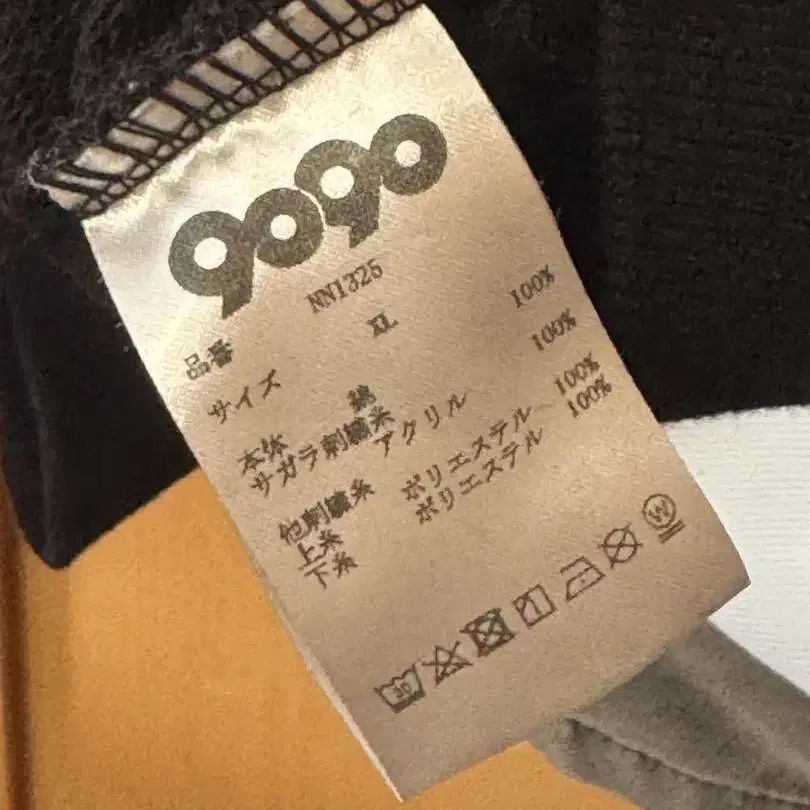 9090
品番 NN1326
サイズ XL
本体 綿 100%
サガラ刺繍糸 アクリル 100%
他刺繍糸
上糸 ポリエステル 100%
下糸 ポリエステル 100%
30
W